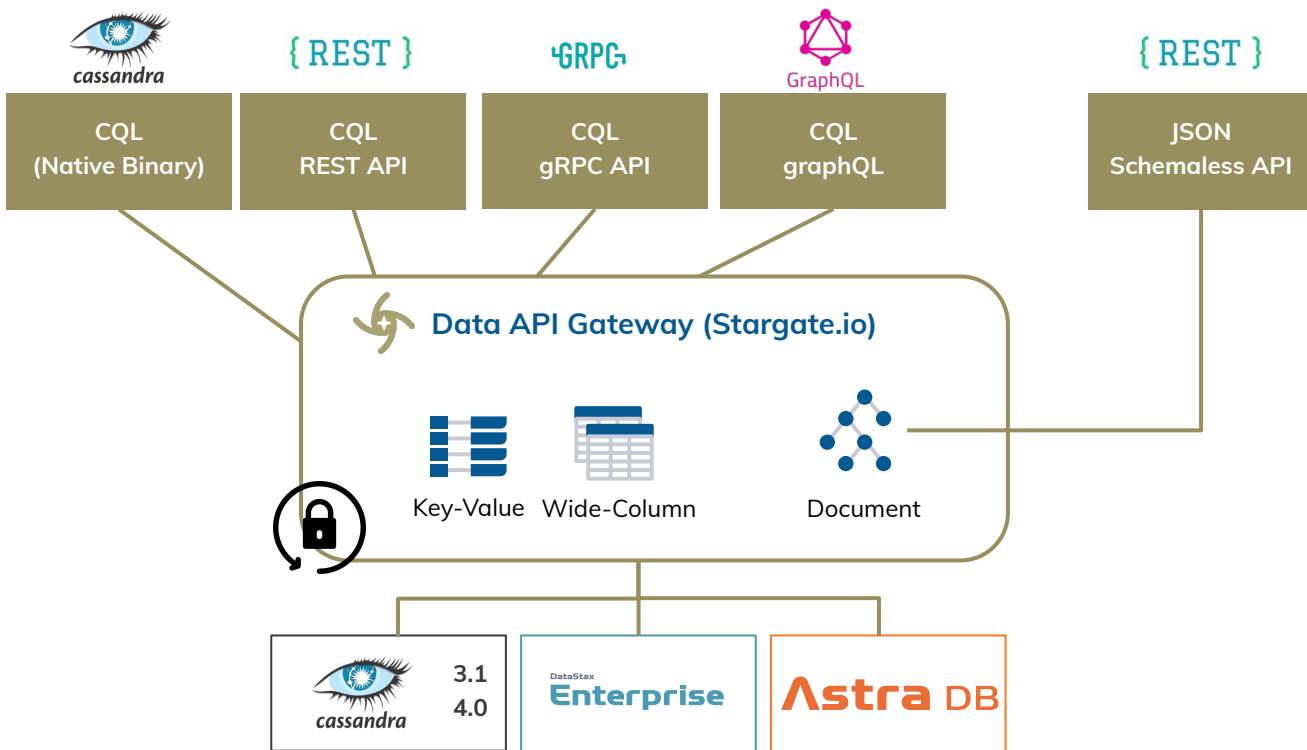 cassandra
{ REST }
GRPC
GraphQL
{ REST }
CQL
(Native Binary)
CQL
REST API
CQL
gRPC API
CQL
graphQL
JSON
Schemaless API
Data API Gateway (Stargate.io)
Key-Value
Wide-Column
Document
cassandra
3.1
4.0
DataStax
Enterprise
Astra DB